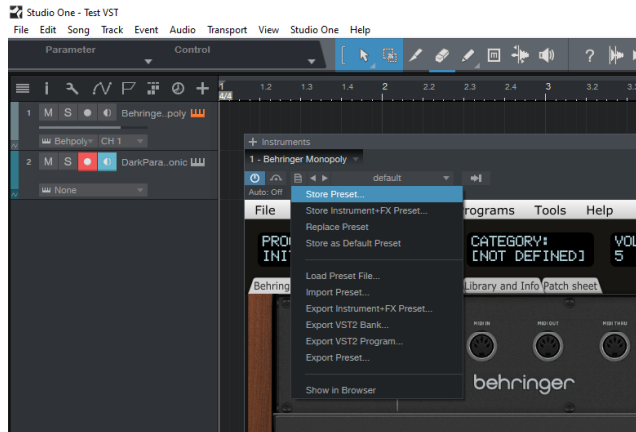 Studio One - Test VST
File Edit Song Track Event Audio Transport View Studio One Help
Parameter Control
1 1.2 1.3 1.4 2 2.2 2.3 2.4 3 3.2 3.
4/4
1 M S Behringe..poly
Behpoly CH 1
2 M S DarkPara..onic
None
Instruments
1 - Behringer Monopoly
default
Auto: Off
Store Preset...
Store Instrument+FX Preset...
Replace Preset
Store as Default Preset
Load Preset File...
Import Preset...
Export Instrument+FX Preset...
Export VST2 Bank...
Export VST2 Program...
Export Preset...
Show in Browser
File rograms Tools Help
PRO CATEGORY: VOL
INI [NOT DEFINED] 5
Behring Library and Info Patch sheet
MIDI IN MIDI OUT MIDI THRU
behringer